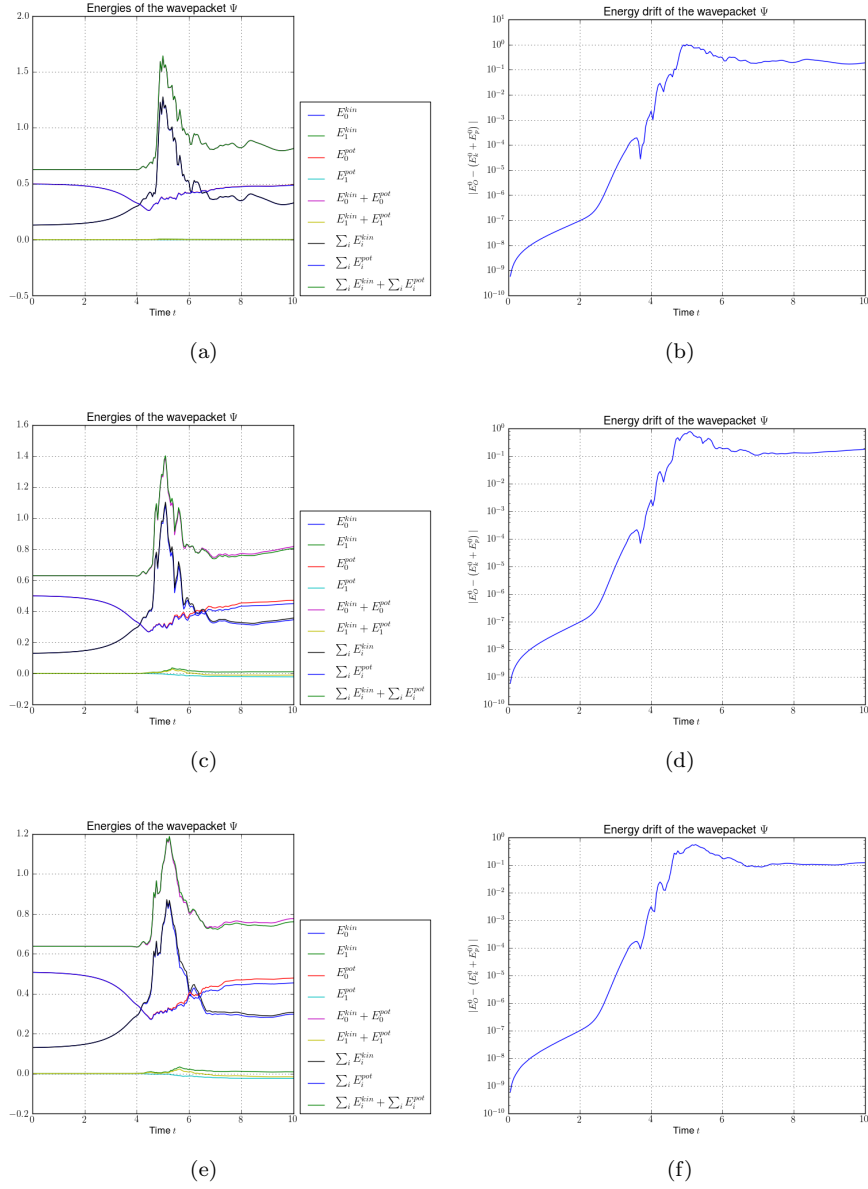 Energies of the wavepacket Ψ
2.0
1.5
1.0
0.5
0.0
−0.5
0 2 4 6 8 10
Time t
E_0^{kin}
E_1^{kin}
E_0^{pot}
E_1^{pot}
E_0^{kin} + E_0^{pot}
E_1^{kin} + E_1^{pot}
∑_i E_i^{kin}
∑_i E_i^{pot}
∑_i E_i^{kin} + ∑_i E_i^{pot}
(a)
Energy drift of the wavepacket Ψ
10^1
10^0
10^{-1}
10^{-2}
10^{-3}
10^{-4}
10^{-5}
10^{-6}
10^{-7}
10^{-8}
10^{-9}
10^{-10}
|E_O^0 − (E_k^0 + E_p^0)|
0 2 4 6 8 10
Time t
(b)
Energies of the wavepacket Ψ
1.6
1.4
1.2
1.0
0.8
0.6
0.4
0.2
0.0
−0.2
0 2 4 6 8 10
Time t
E_0^{kin}
E_1^{kin}
E_0^{pot}
E_1^{pot}
E_0^{kin} + E_0^{pot}
E_1^{kin} + E_1^{pot}
∑_i E_i^{kin}
∑_i E_i^{pot}
∑_i E_i^{kin} + ∑_i E_i^{pot}
(c)
Energy drift of the wavepacket Ψ
10^0
10^{-1}
10^{-2}
10^{-3}
10^{-4}
10^{-5}
10^{-6}
10^{-7}
10^{-8}
10^{-9}
10^{-10}
|E_O^0 − (E_k^0 + E_p^0)|
0 2 4 6 8 10
Time t
(d)
Energies of the wavepacket Ψ
1.2
1.0
0.8
0.6
0.4
0.2
0.0
−0.2
0 2 4 6 8 10
Time t
E_0^{kin}
E_1^{kin}
E_0^{pot}
E_1^{pot}
E_0^{kin} + E_0^{pot}
E_1^{kin} + E_1^{pot}
∑_i E_i^{kin}
∑_i E_i^{pot}
∑_i E_i^{kin} + ∑_i E_i^{pot}
(e)
Energy drift of the wavepacket Ψ
10^0
10^{-1}
10^{-2}
10^{-3}
10^{-4}
10^{-5}
10^{-6}
10^{-7}
10^{-8}
10^{-9}
10^{-10}
|E_O^0 − (E_k^0 + E_p^0)|
0 2 4 6 8 10
Time t
(f)